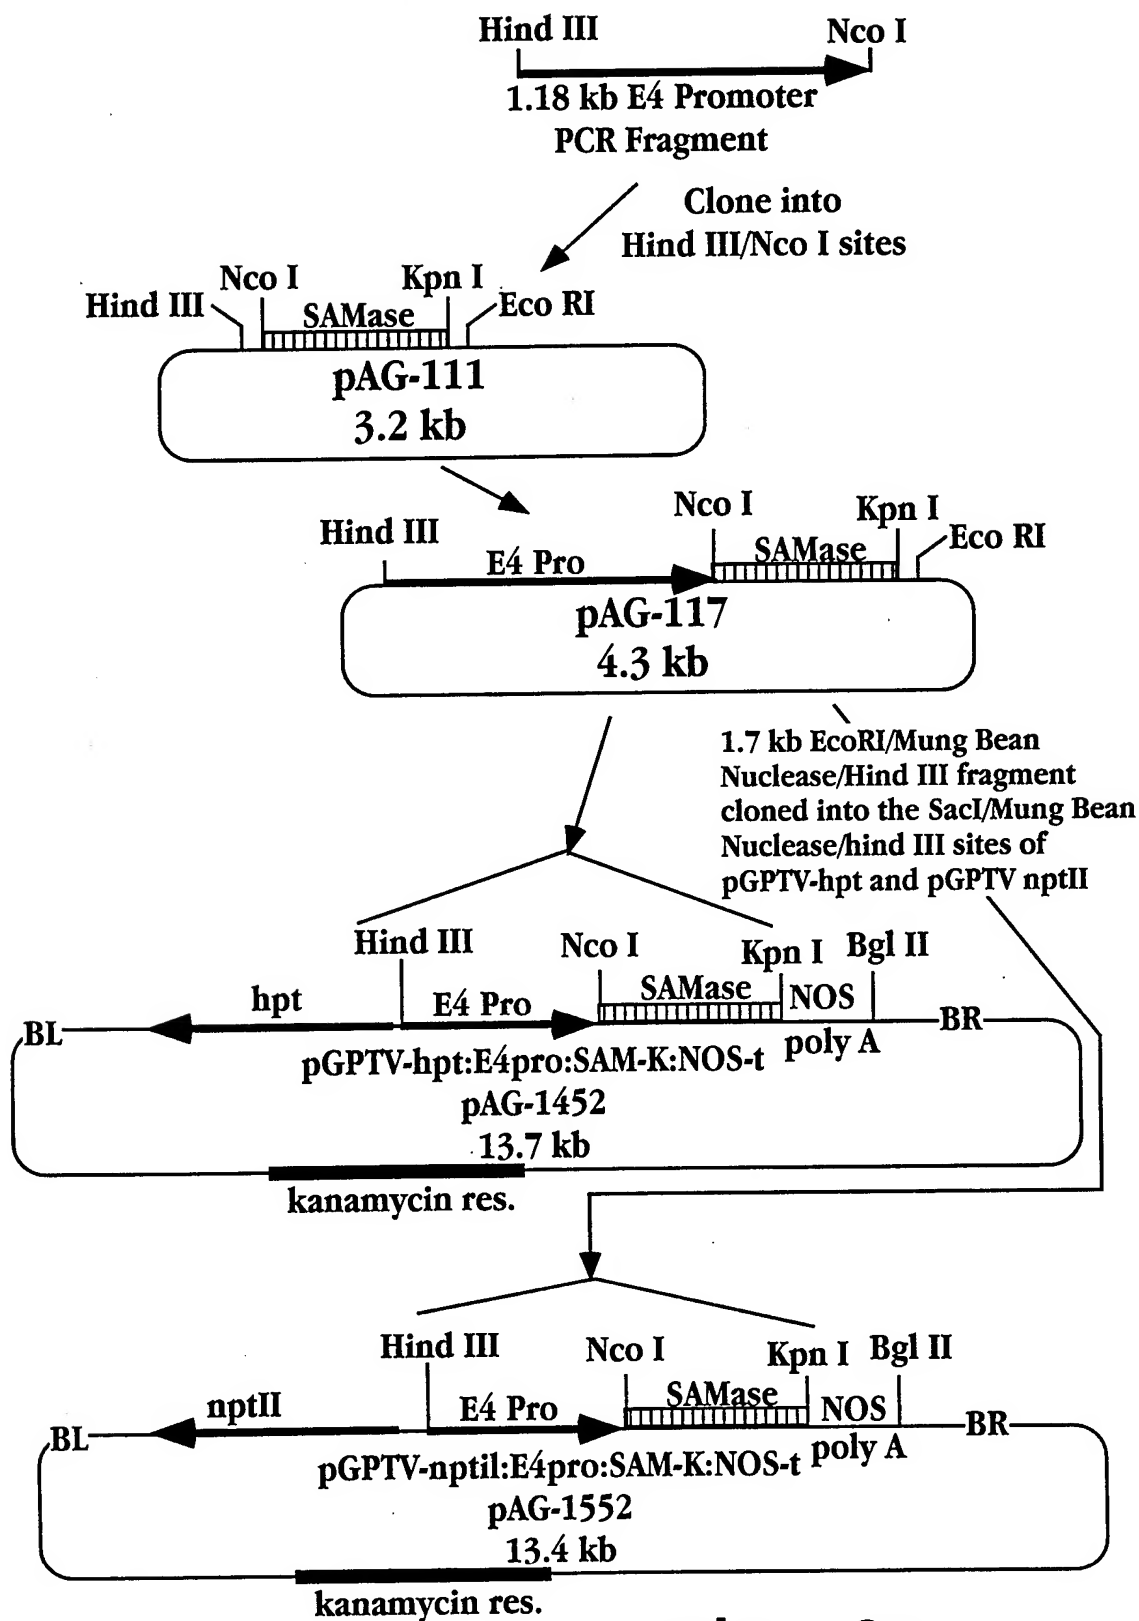 Hind III
Nco I
1.18 kb E4 Promoter
PCR Fragment
Clone into
Hind III/Nco I sites
Nco I
Kpn I
Hind III
SAMase
Eco RI
pAG-111
3.2 kb
Nco I
Kpn I
Hind III
E4 Pro
SAMase
Eco RI
pAG-117
4.3 kb
1.7 kb EcoRI/Mung Bean
Nuclease/Hind III fragment
cloned into the SacI/Mung Bean
Nuclease/hind III sites of
pGPTV-hpt and pGPTV nptII
Hind III
Nco I
Kpn I
Bgl II
hpt
E4 Pro
SAMase
NOS
BL
BR
poly A
pGPTV-hpt:E4pro:SAM-K:NOS-t
pAG-1452
13.7 kb
kanamycin res.
Hind III
Nco I
Kpn I
Bgl II
nptII
E4 Pro
SAMase
NOS
BL
BR
poly A
pGPTV-nptil:E4pro:SAM-K:NOS-t
pAG-1552
13.4 kb
kanamycin res.